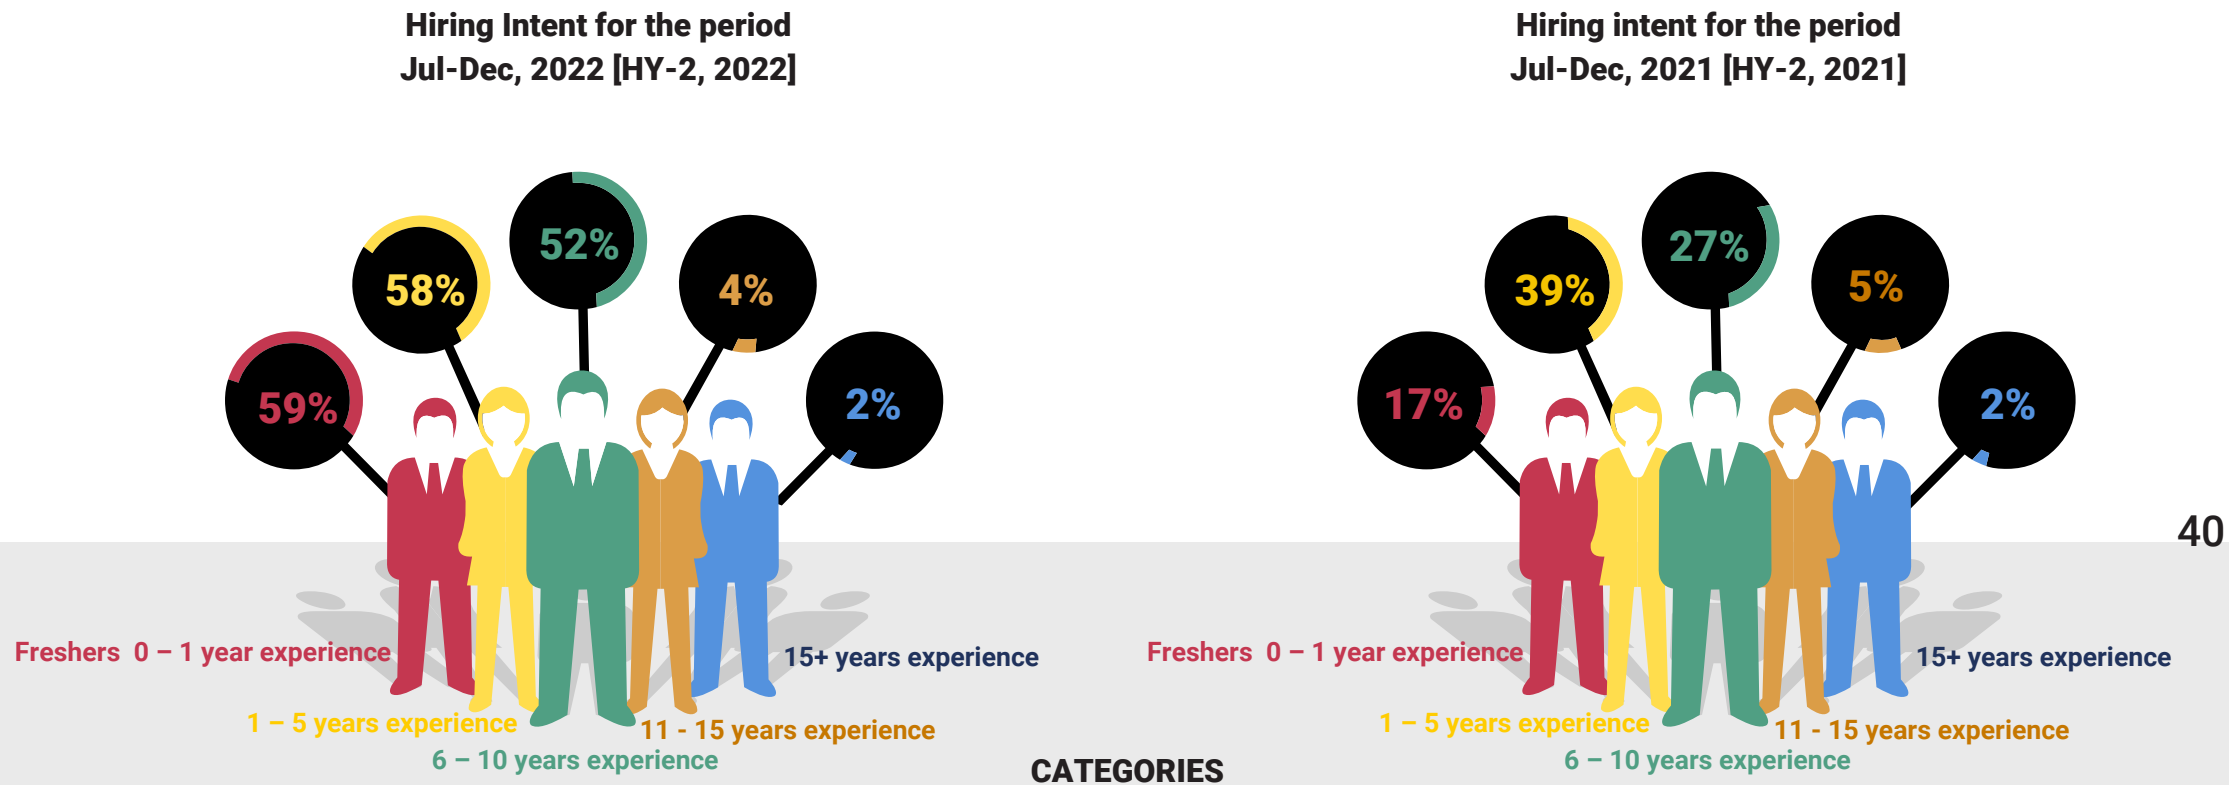 Hiring Intent for the period
Jul-Dec, 2022 [HY-2, 2022]
59%
58%
52%
4%
2%
Freshers 0 – 1 year experience
1 – 5 years experience
6 – 10 years experience
11 - 15 years experience
15+ years experience
Hiring intent for the period
Jul-Dec, 2021 [HY-2, 2021]
17%
39%
27%
5%
2%
Freshers 0 – 1 year experience
1 – 5 years experience
6 – 10 years experience
11 - 15 years experience
15+ years experience
40
CATEGORIES